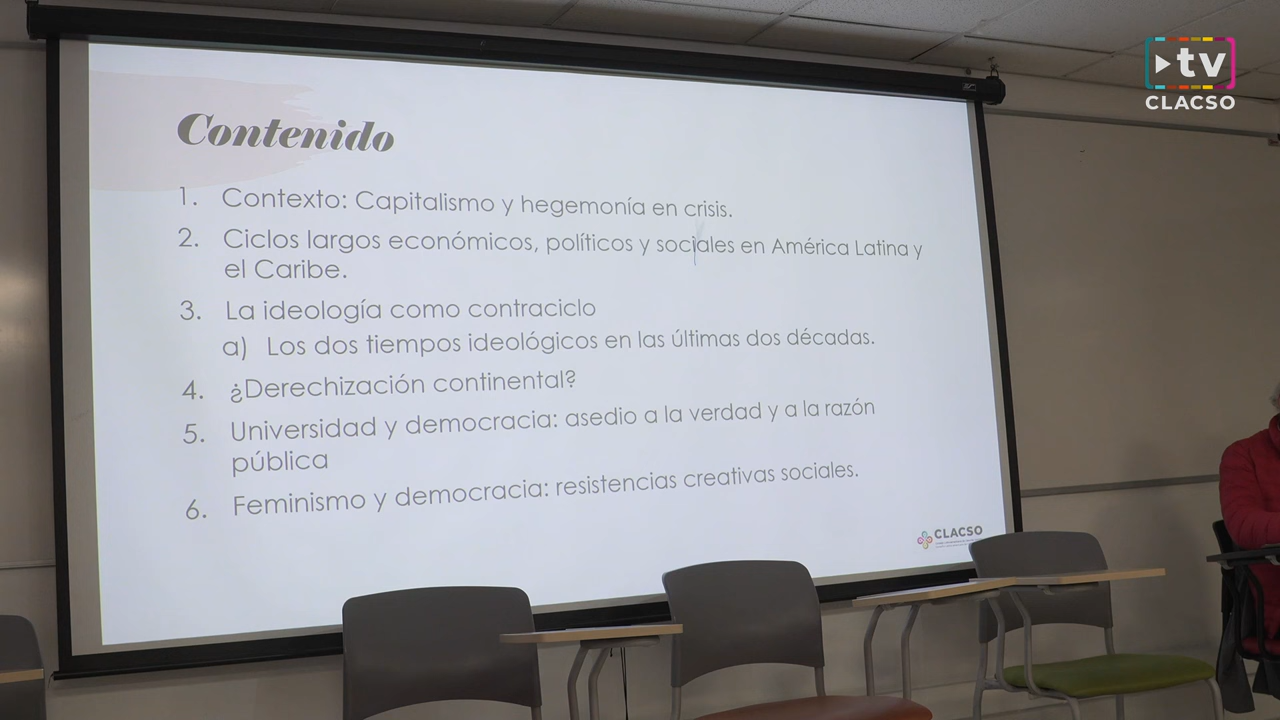 tv
CLACSO
Contenido
1. Contexto: Capitalismo y hegemonía en crisis.
2. Ciclos largos económicos, políticos y sociales en América Latina y
el Caribe.
3. La ideología como contraciclo
a) Los dos tiempos ideológicos en las últimas dos décadas.
4. ¿Derechización continental?
5. Universidad y democracia: asedio a la verdad y a la razón
pública
6. Feminismo y democracia: resistencias creativas sociales.
CLACSO